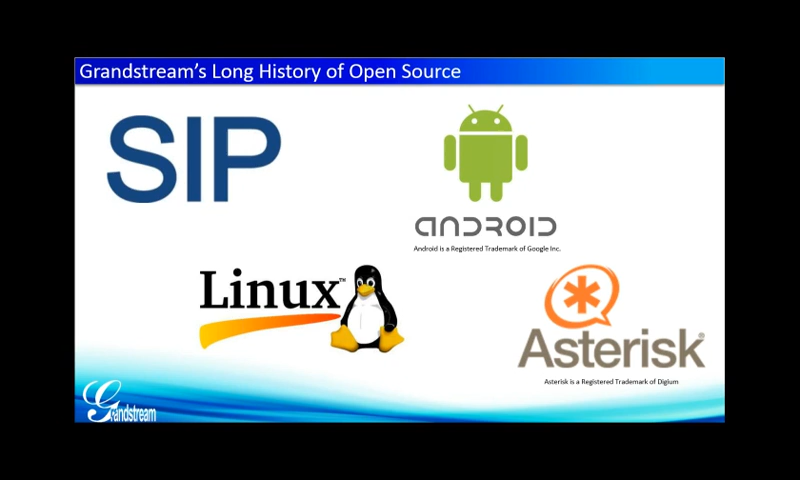 Grandstream's Long History of Open Source
SIP
ANDROID
Android is a Registered Trademark of Google Inc.
Linux™
Asterisk®
Asterisk is a Registered Trademark of Digium
Grandstream